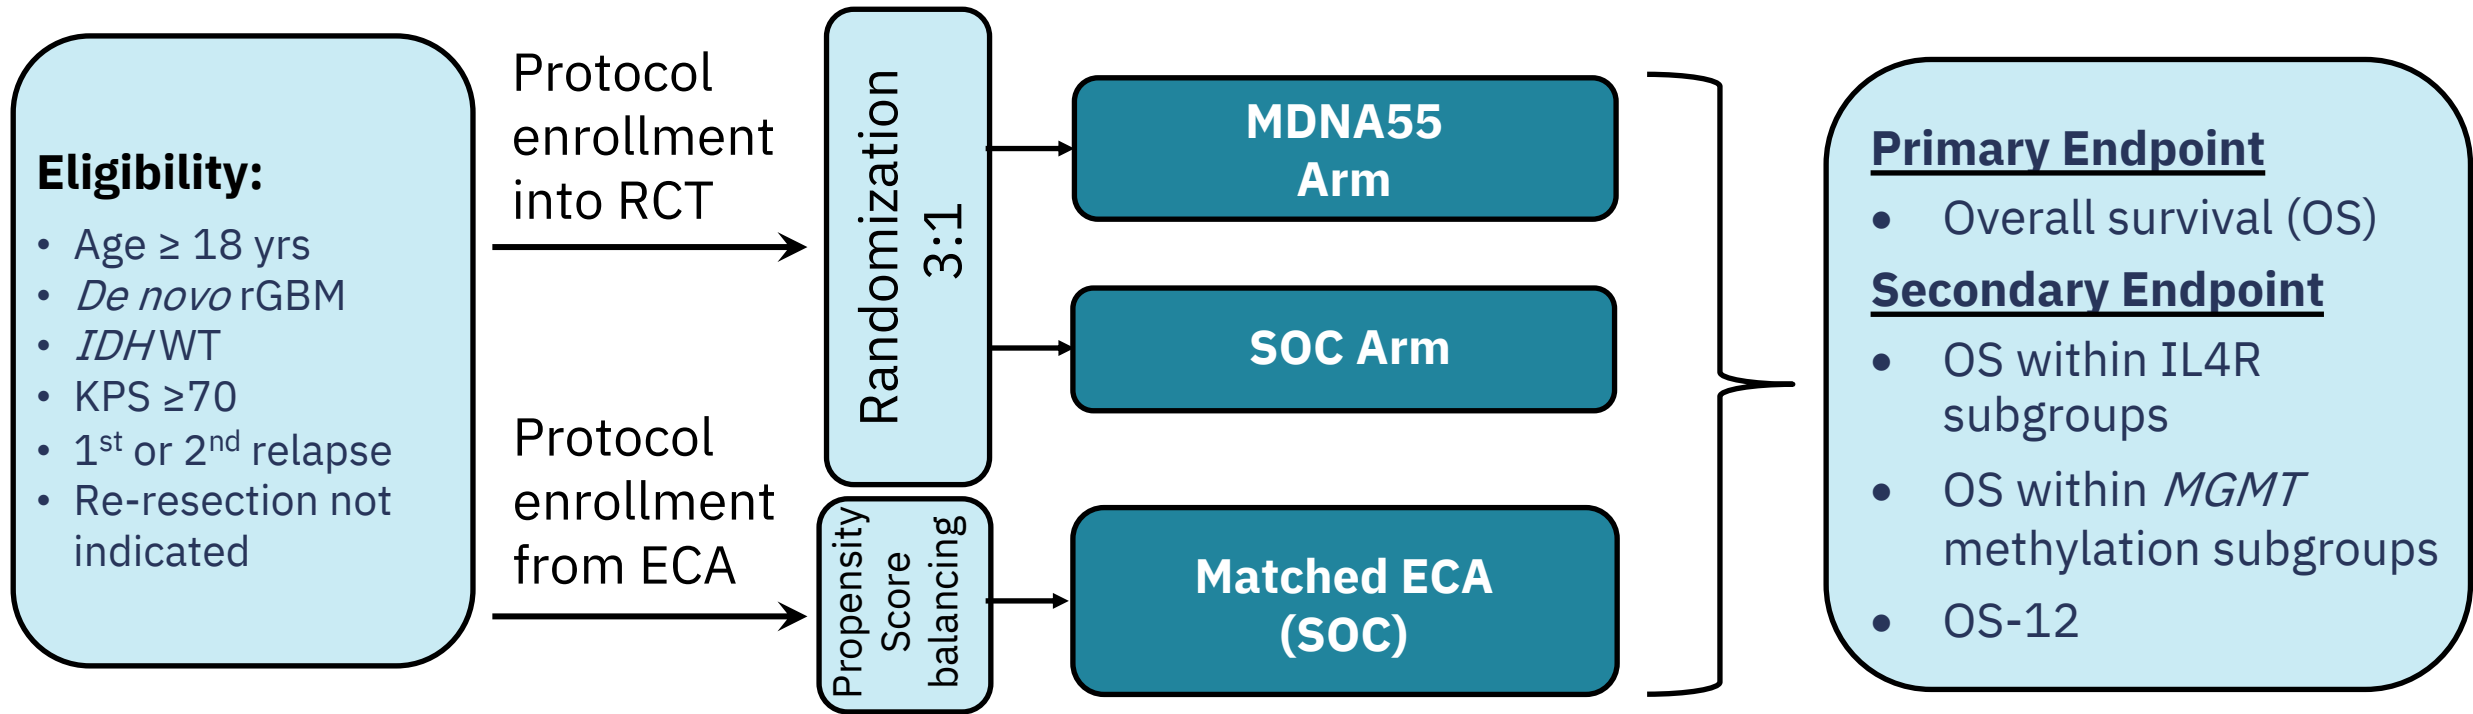 Eligibility:
• Age ≥ 18 yrs
• De novo rGBM
• IDH WT
• KPS ≥70
• 1st or 2nd relapse
• Re-resection not
indicated
Protocol
enrollment
into RCT
Protocol
enrollment
from ECA
Randomization
3:1
Propensity
Score
balancing
MDNA55
Arm
SOC Arm
Matched ECA
(SOC)
Primary Endpoint
• Overall survival (OS)
Secondary Endpoint
• OS within IL4R
subgroups
• OS within MGMT
methylation subgroups
• OS-12